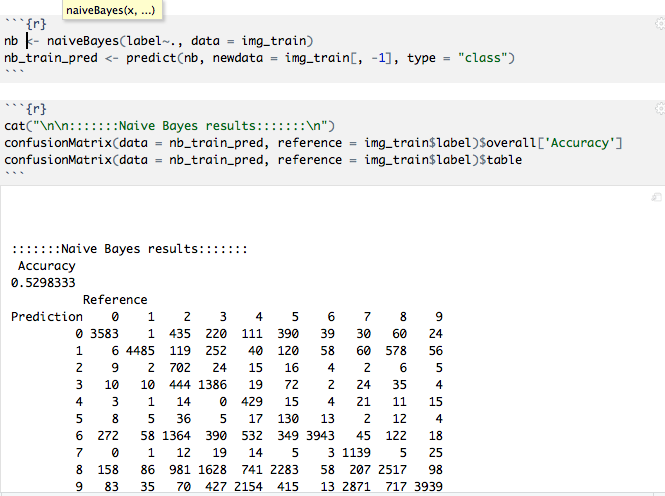 naiveBayes(x, ...)
```{r}
nb <- naiveBayes(label~., data = img_train)
nb_train_pred <- predict(nb, newdata = img_train[, -1], type = "class")
```
```{r}
cat("\n\n:::::::Naive Bayes results:::::::\n")
confusionMatrix(data = nb_train_pred, reference = img_train$label)$overall['Accuracy']
confusionMatrix(data = nb_train_pred, reference = img_train$label)$table
```
:::::::Naive Bayes results:::::::
Accuracy
0.5298333
Reference
Prediction 0 1 2 3 4 5 6 7 8 9
0 3583 1 435 220 111 390 39 30 60 24
1 6 4485 119 252 40 120 58 60 578 56
2 9 2 702 24 15 16 4 2 6 5
3 10 10 444 1386 19 72 2 24 35 4
4 3 1 14 0 429 15 4 21 11 15
5 8 5 36 5 17 130 13 2 12 4
6 272 58 1364 390 532 349 3943 45 122 18
7 0 1 12 19 14 5 3 1139 5 25
8 158 86 981 1628 741 2283 58 207 2517 98
9 83 35 70 427 2154 415 13 2871 717 3939